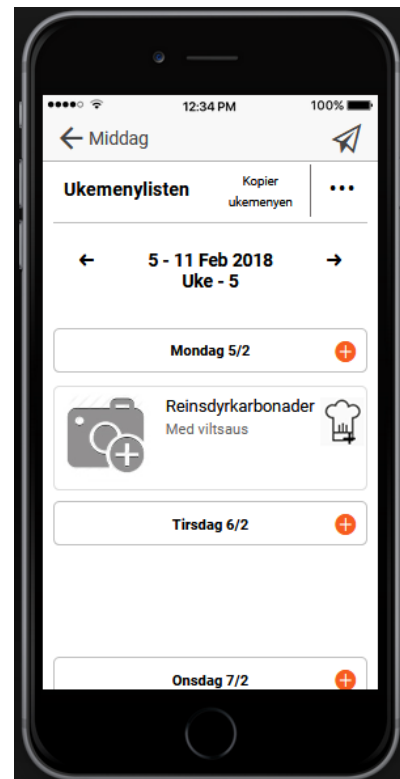 12:34 PM
100%
Middag
Ukemenylisten
Kopier
ukemenyen
5 - 11 Feb 2018
Uke - 5
Mondag 5/2
Reinsdyrkarbonader
Med viltsaus
Tirsdag 6/2
Onsdag 7/2